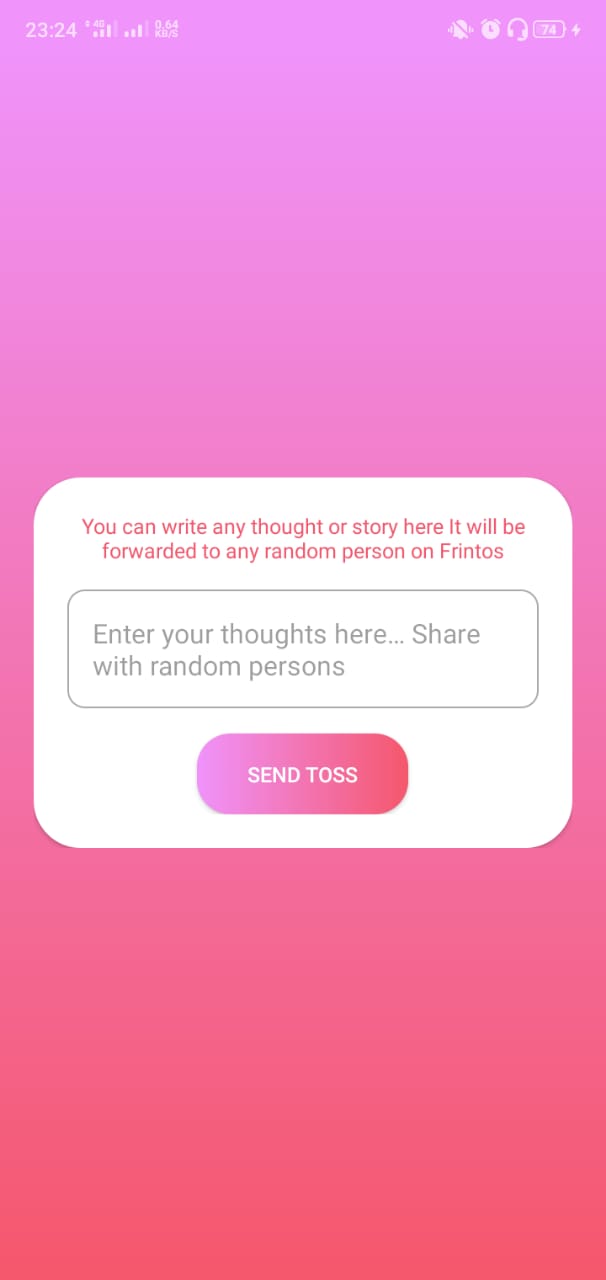 23:24 4G 0.64 KB/S 74
You can write any thought or story here It will be
forwarded to any random person on Frintos
Enter your thoughts here... Share
with random persons
SEND TOSS